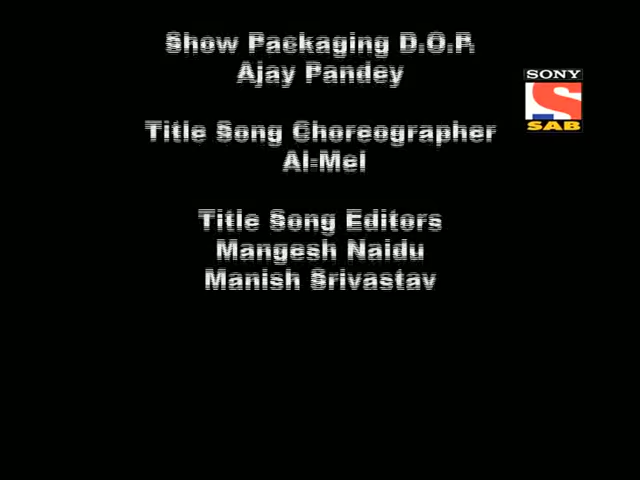 Show Packaging D.O.P.
Ajay Pandey
SONY
S
SAB
Title Song Choreographer
Al-Mel
Title Song Editors
Mangesh Naidu
Manish Srivastav